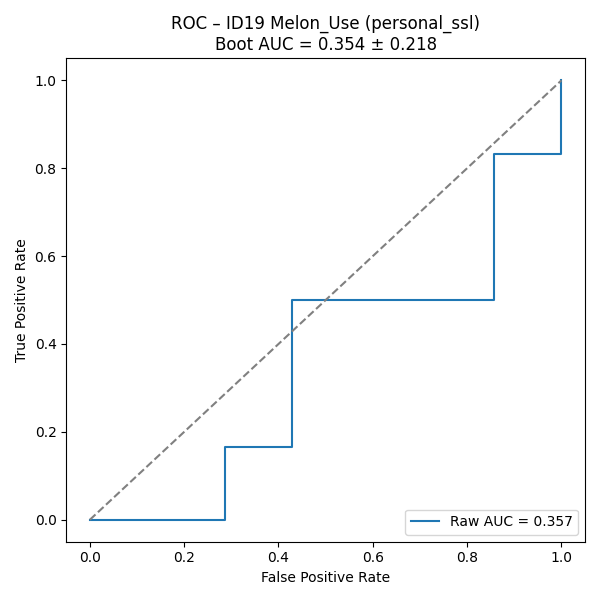 ROC – ID19 Melon_Use (personal_ssl)
Boot AUC = 0.354 ± 0.218
1.0
0.8
0.6
0.4
0.2
0.0
True Positive Rate
Raw AUC = 0.357
0.0 0.2 0.4 0.6 0.8 1.0
False Positive Rate